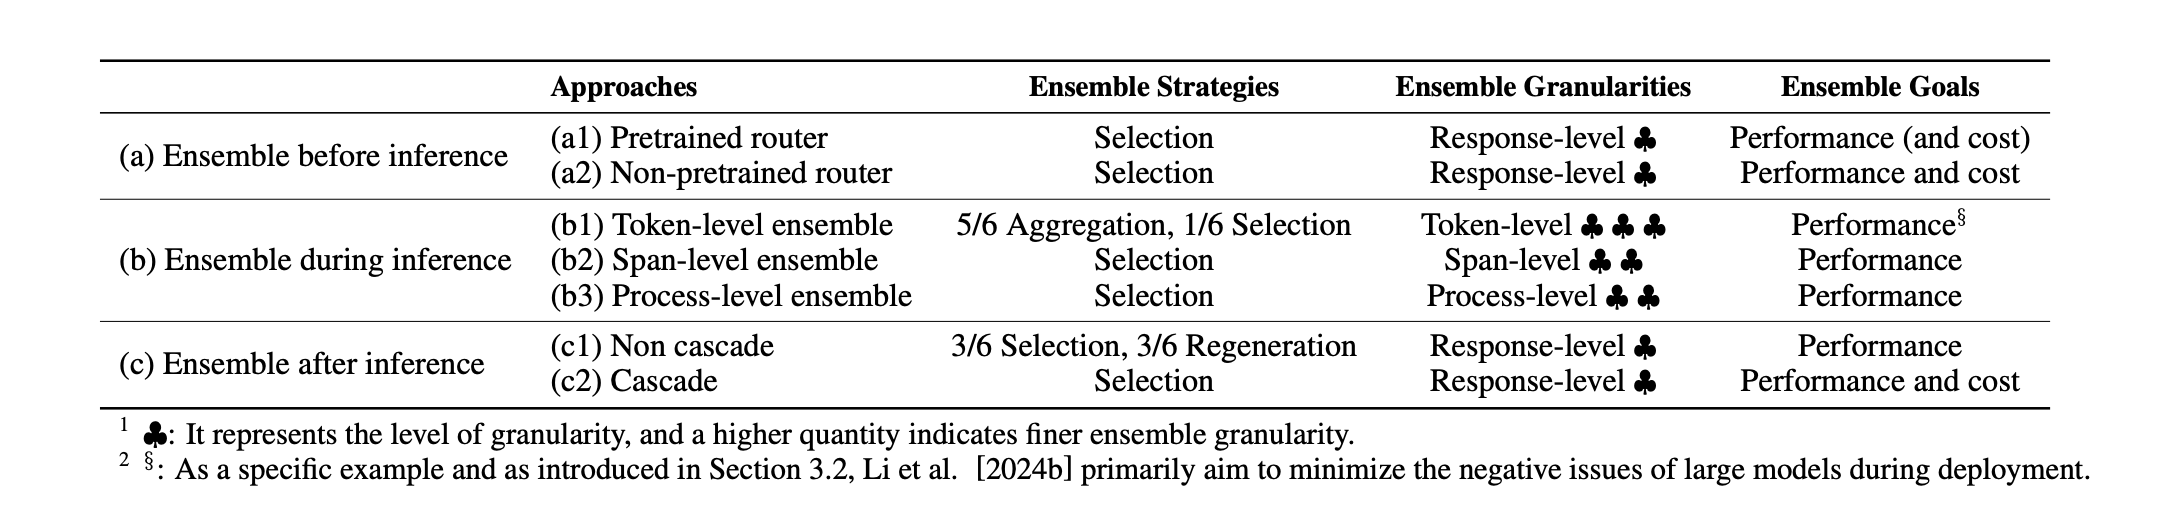 Approaches Ensemble Strategies Ensemble Granularities Ensemble Goals
(a) Ensemble before inference
(a1) Pretrained router Selection Response-level ♣ Performance (and cost)
(a2) Non-pretrained router Selection Response-level ♣ Performance and cost
(b) Ensemble during inference
(b1) Token-level ensemble 5/6 Aggregation, 1/6 Selection Token-level ♣ ♣ ♣ Performance§
(b2) Span-level ensemble Selection Span-level ♣ ♣ Performance
(b3) Process-level ensemble Selection Process-level ♣ ♣ Performance
(c) Ensemble after inference
(c1) Non cascade 3/6 Selection, 3/6 Regeneration Response-level ♣ Performance
(c2) Cascade Selection Response-level ♣ Performance and cost
1 ♣: It represents the level of granularity, and a higher quantity indicates finer ensemble granularity.
2 §: As a specific example and as introduced in Section 3.2, Li et al. [2024b] primarily aim to minimize the negative issues of large models during deployment.